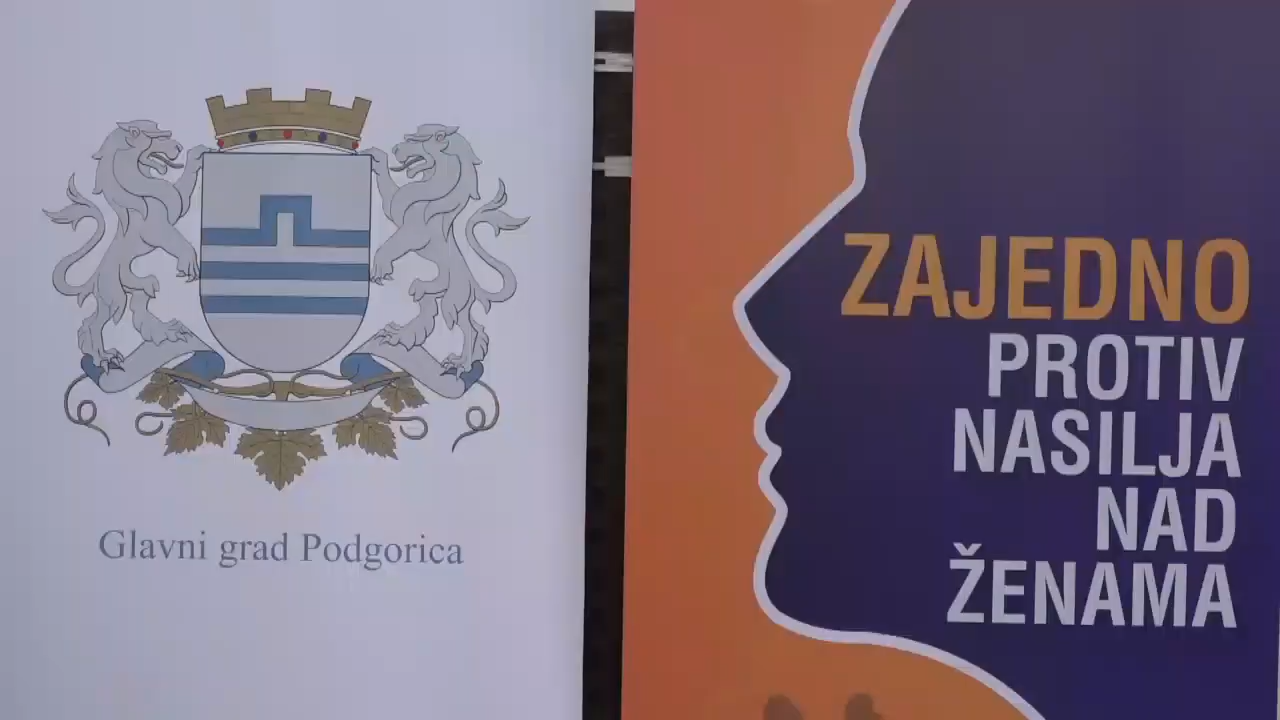 Glavni grad Podgorica
ZAJEDNO
PROTIV
NASILJA
NAD
ŽENAMA